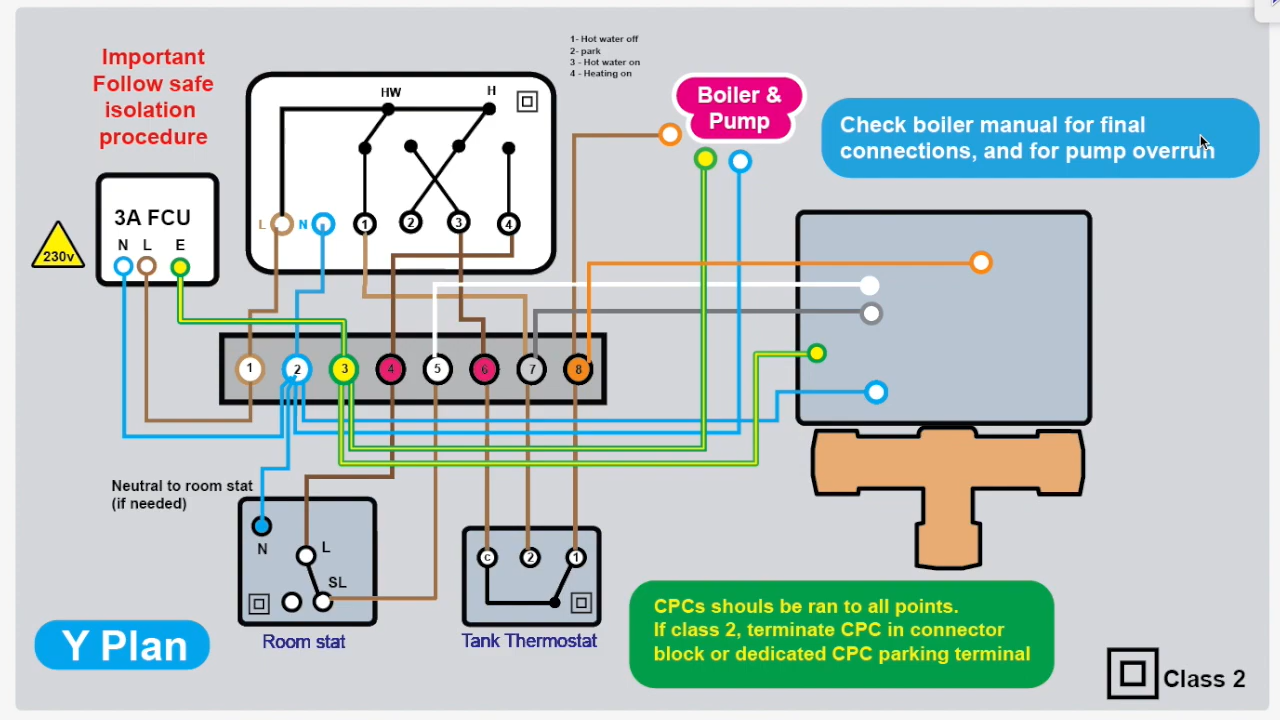 Important
Follow safe
isolation
procedure
1- Hot water off
2- park
3 - Hot water on
4 - Heating on
HW
H
L
N
1
2
3
4
Boiler &
Pump
Check boiler manual for final
connections, and for pump overrun
3A FCU
N L E
230v
1
2
3
4
5
6
7
8
Neutral to room stat
(if needed)
N
L
SL
Room stat
C
2
1
Tank Thermostat
Y Plan
CPCs shouls be ran to all points.
If class 2, terminate CPC in connector
block or dedicated CPC parking terminal
Class 2